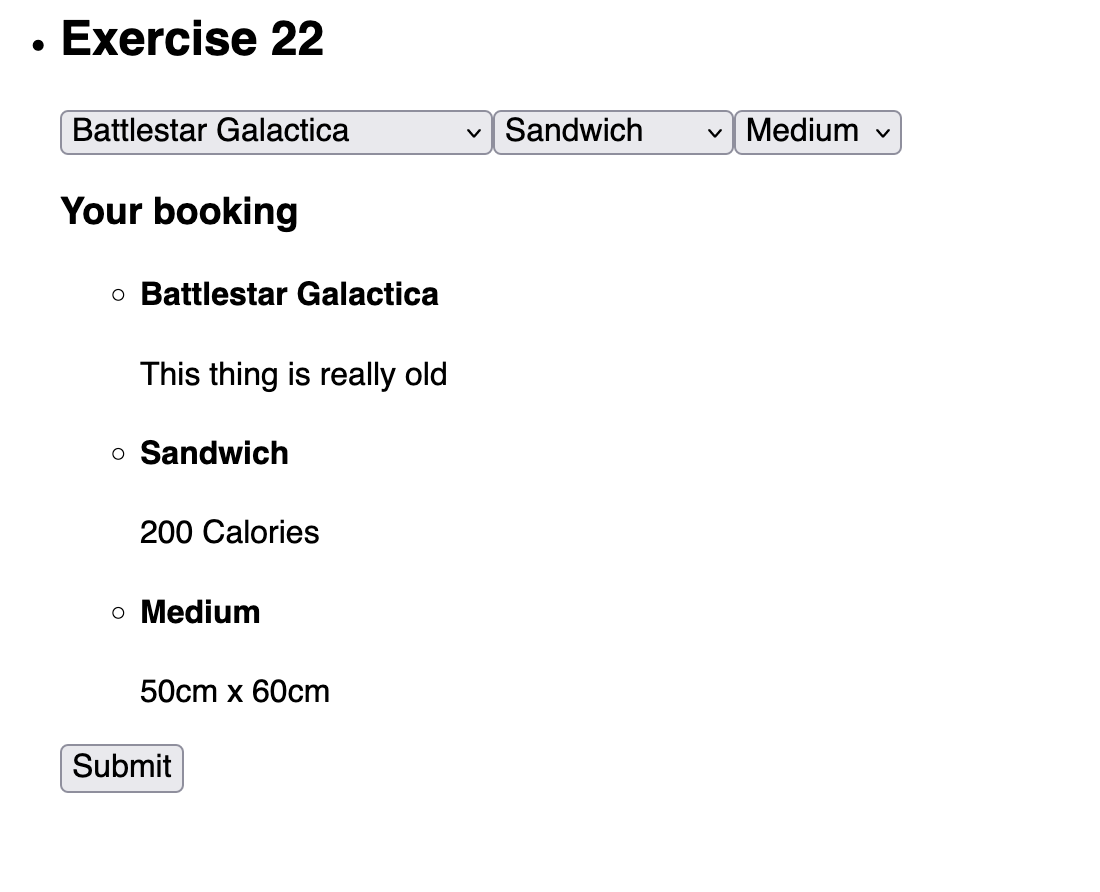 Exercise 22
Battlestar Galactica Sandwich Medium
Your booking
Battlestar Galactica
This thing is really old
Sandwich
200 Calories
Medium
50cm x 60cm
Submit